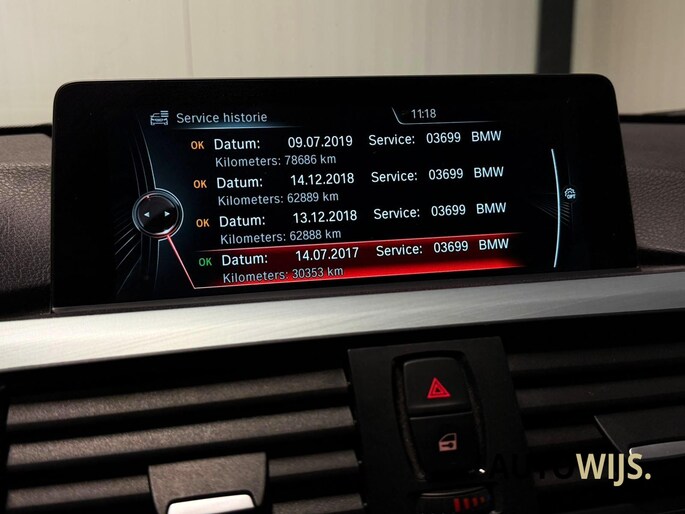 Service historie
11:18
OK Datum: 09.07.2019 Service: 03699 BMW
Kilometers: 78686 km
OK Datum: 14.12.2018 Service: 03699 BMW
Kilometers: 62889 km
OK Datum: 13.12.2018 Service: 03699 BMW
Kilometers: 62888 km
OK Datum: 14.07.2017 Service: 03699 BMW
Kilometers: 30353 km
OPT
AUTOWIJS.